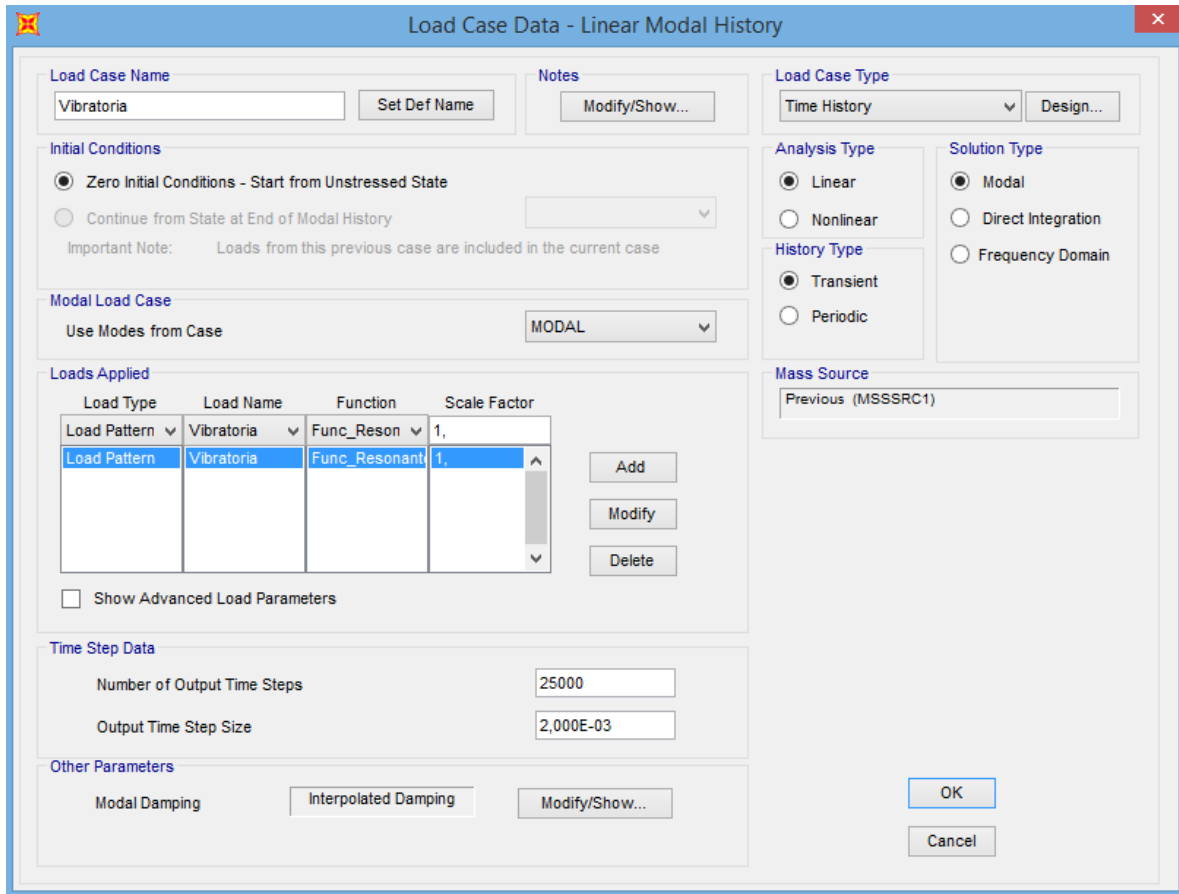 Load Case Data - Linear Modal History
Load Case Name
Vibratoria
Set Def Name
Notes
Modify/Show...
Load Case Type
Time History
Design...
Initial Conditions
Zero Initial Conditions - Start from Unstressed State
Continue from State at End of Modal History
Important Note: Loads from this previous case are included in the current case
Analysis Type
Linear
Nonlinear
Solution Type
Modal
Direct Integration
Frequency Domain
History Type
Transient
Periodic
Modal Load Case
Use Modes from Case
MODAL
Loads Applied
Load Type Load Name Function Scale Factor
Load Pattern Vibratoria Func_Reson 1,
Load Pattern Vibratoria Func_Resonant 1,
Add
Modify
Delete
Show Advanced Load Parameters
Mass Source
Previous (MSSSRC1)
Time Step Data
Number of Output Time Steps 25000
Output Time Step Size 2,000E-03
Other Parameters
Modal Damping Interpolated Damping Modify/Show...
OK
Cancel